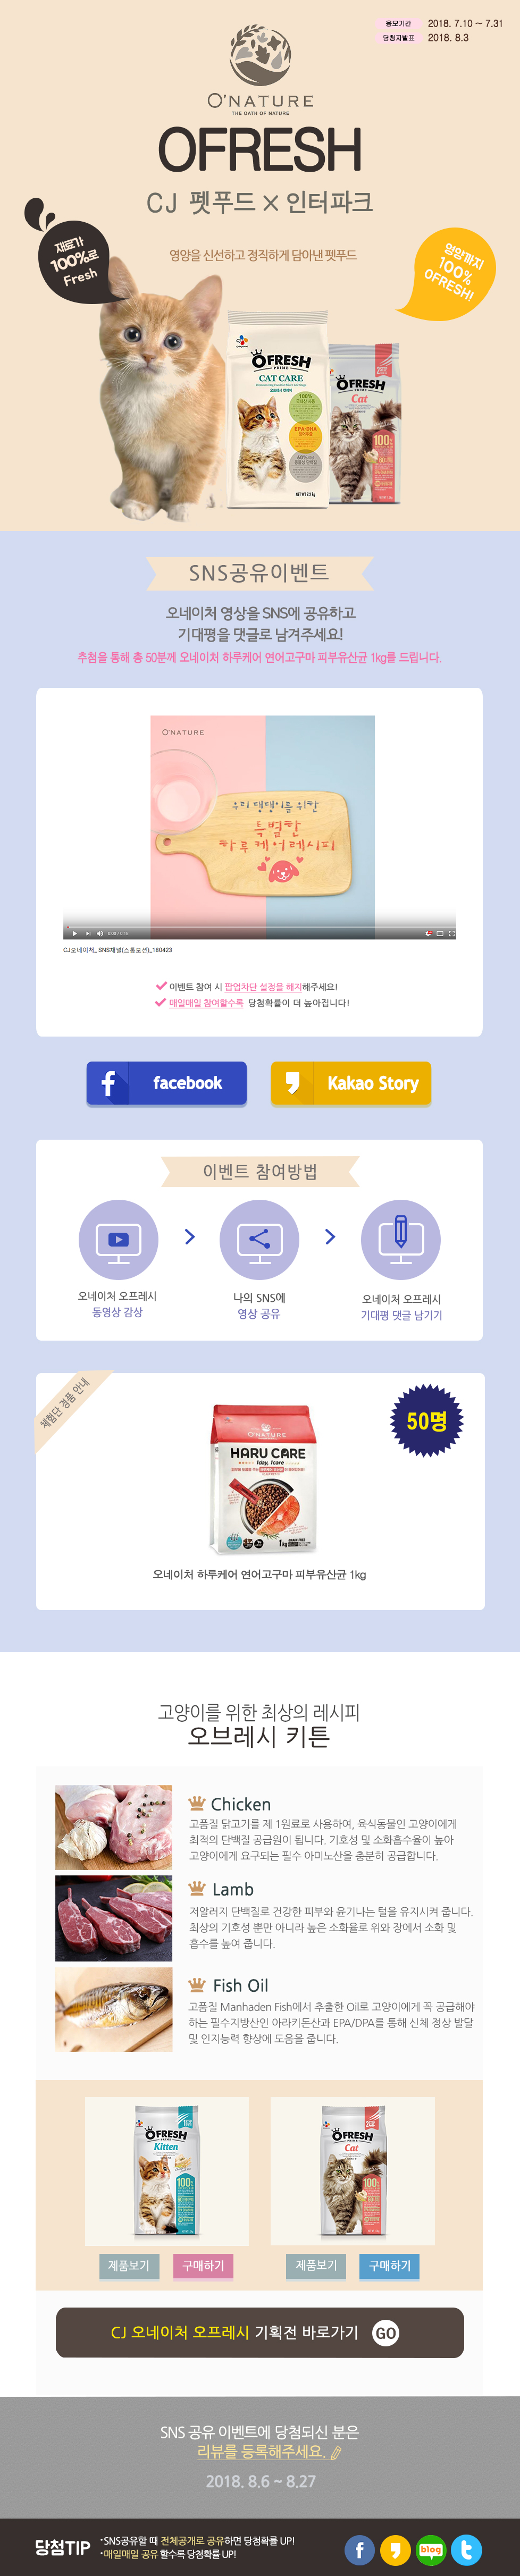 응모기간 2018. 7.10 ~ 7.31
당첨자발표 2018. 8.3
O'NATURE
THE OATH OF NATURE
OFRESH
CJ 펫푸드 × 인터파크
재료가
100%로
Fresh
영양을 신선하고 정직하게 담아낸 펫푸드
영양까지
100%
OFRESH!
OFRESH
PRIME
CAT CARE
100%
EPA·DHA
60%
NET WT 7.2 kg
OFRESH
PRIME
Cat
100
SNS공유이벤트
오네이처 영상을 SNS에 공유하고
기대평을 댓글로 남겨주세요!
추첨을 통해 총 50분께 오네이처 하루케어 연어고구마 피부유산균 1kg를 드립니다.
O'NATURE
우리 댕댕이를 위한
특별한
하루케어레시피
0:00 / 0:16
CJ오네이처_ SNS채널(스톱모션)_180423
이벤트 참여 시 팝업차단 설정을 해지해주세요!
매일매일 참여할수록 당첨확률이 더 높아집니다!
facebook
Kakao Story
이벤트 참여방법
오네이처 오프레시
동영상 감상
나의 SNS에
영상 공유
오네이처 오프레시
기대평 댓글 남기기
체험단 경품 안내
50명
O'NATURE
HARU CARE
1day, 1care
1kg
오네이처 하루케어 연어고구마 피부유산균 1kg
고양이를 위한 최상의 레시피
오브레시 키튼
Chicken
고품질 닭고기를 제 1원료로 사용하여, 육식동물인 고양이에게
최적의 단백질 공급원이 됩니다. 기호성 및 소화흡수율이 높아
고양이에게 요구되는 필수 아미노산을 충분히 공급합니다.
Lamb
저알러지 단백질로 건강한 피부와 윤기나는 털을 유지시켜 줍니다.
최상의 기호성 뿐만 아니라 높은 소화율로 위와 장에서 소화 및
흡수를 높여 줍니다.
Fish Oil
고품질 Manhaden Fish에서 추출한 Oil로 고양이에게 꼭 공급해야
하는 필수지방산인 아라키돈산과 EPA/DPA를 통해 신체 정상 발달
및 인지능력 향상에 도움을 줍니다.
OFRESH
PRIME
Kitten
100
OFRESH
PRIME
Cat
100
제품보기
구매하기
제품보기
구매하기
CJ 오네이처 오프레시 기획전 바로가기 GO
SNS 공유 이벤트에 당첨되신 분은
리뷰를 등록해주세요.
2018. 8.6 ~ 8.27
당첨TIP
·SNS공유할 때 전체공개로 공유하면 당첨확률 UP!
·매일매일 공유 할수록 당첨확률 UP!
blog